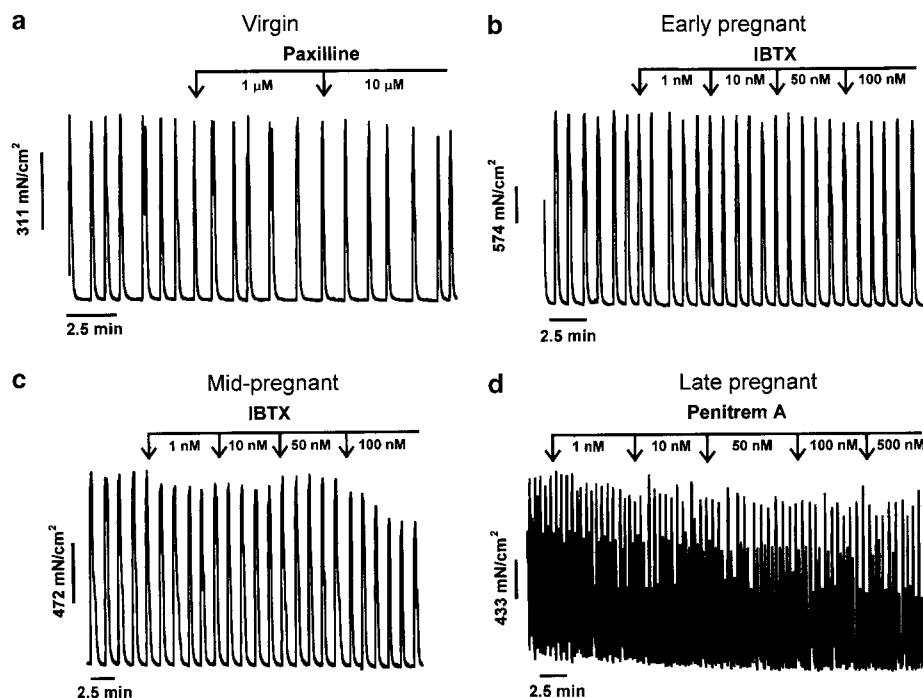 a
Virgin
Paxilline
1 µM 10 µM
311 mN/cm²
2.5 min
b
Early pregnant
IBTX
1 nM 10 nM 50 nM 100 nM
574 mN/cm²
2.5 min
c
Mid-pregnant
IBTX
1 nM 10 nM 50 nM 100 nM
472 mN/cm²
2.5 min
d
Late pregnant
Penitrem A
1 nM 10 nM 50 nM 100 nM 500 nM
433 mN/cm²
2.5 min